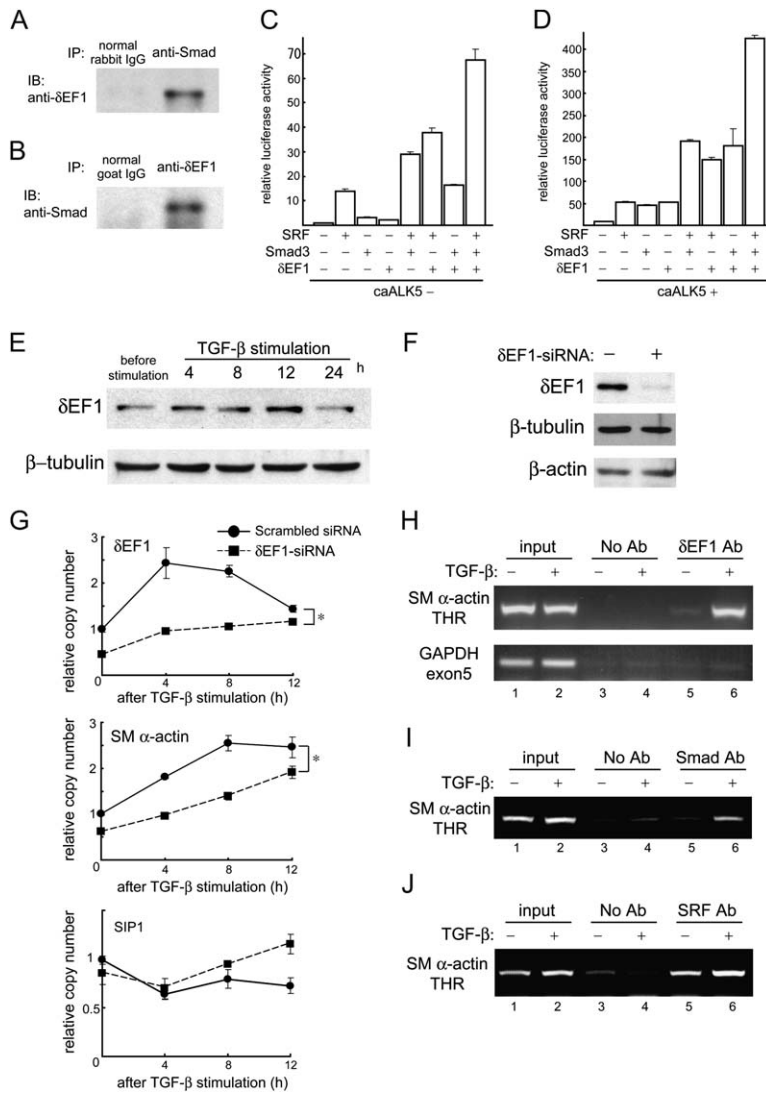 A
IP: normal rabbit IgG anti-Smad
IB: anti-δEF1
B
IP: normal goat IgG anti-δEF1
IB: anti-Smad
C
relative luciferase activity
70
60
50
40
30
20
10
SRF − + − − + + − +
Smad3 − − + − + − + +
δEF1 − − − + − + + +
caALK5 −
D
relative luciferase activity
400
350
300
250
200
150
100
50
SRF − + − − + + − +
Smad3 − − + − + − + +
δEF1 − − − + − + + +
caALK5 +
E
before stimulation
TGF-β stimulation
4 8 12 24 h
δEF1
β–tubulin
F
δEF1-siRNA: − +
δEF1
β-tubulin
β-actin
G
Scrambled siRNA
δEF1-siRNA
δEF1
relative copy number
3
2
1
0 4 8 12
*
after TGF-β stimulation (h)
SM α-actin
relative copy number
3
2
1
0 4 8 12
*
after TGF-β stimulation (h)
SIP1
relative copy number
1
0.5
0 4 8 12
after TGF-β stimulation (h)
H
input No Ab δEF1 Ab
TGF-β: − + − + − +
SM α-actin THR
GAPDH exon5
1 2 3 4 5 6
I
input No Ab Smad Ab
TGF-β: − + − + − +
SM α-actin THR
1 2 3 4 5 6
J
input No Ab SRF Ab
TGF-β: − + − + − +
SM α-actin THR
1 2 3 4 5 6